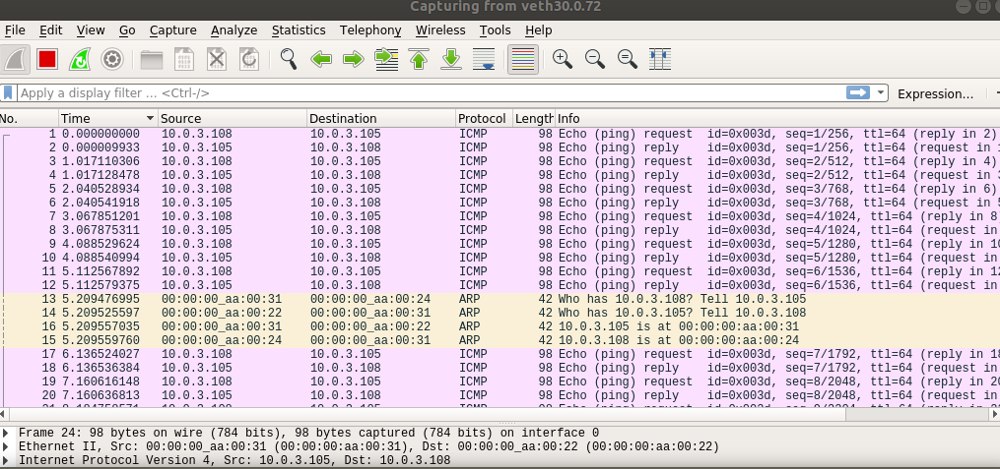 Capturing from veth30.0.72
File Edit View Go Capture Analyze Statistics Telephony Wireless Tools Help
Apply a display filter ... <Ctrl-/> Expression...
No. Time Source Destination Protocol Length Info
1 0.000000000 10.0.3.108 10.0.3.105 ICMP 98 Echo (ping) request id=0x003d, seq=1/256, ttl=64 (reply in 2)
2 0.000009933 10.0.3.105 10.0.3.108 ICMP 98 Echo (ping) reply id=0x003d, seq=1/256, ttl=64 (request in 1
3 1.017110306 10.0.3.108 10.0.3.105 ICMP 98 Echo (ping) request id=0x003d, seq=2/512, ttl=64 (reply in 4)
4 1.017128478 10.0.3.105 10.0.3.108 ICMP 98 Echo (ping) reply id=0x003d, seq=2/512, ttl=64 (request in 3
5 2.040528934 10.0.3.108 10.0.3.105 ICMP 98 Echo (ping) request id=0x003d, seq=3/768, ttl=64 (reply in 6)
6 2.040541918 10.0.3.105 10.0.3.108 ICMP 98 Echo (ping) reply id=0x003d, seq=3/768, ttl=64 (request in 5
7 3.067851201 10.0.3.108 10.0.3.105 ICMP 98 Echo (ping) request id=0x003d, seq=4/1024, ttl=64 (reply in 8
8 3.067875311 10.0.3.105 10.0.3.108 ICMP 98 Echo (ping) reply id=0x003d, seq=4/1024, ttl=64 (request in
9 4.088529624 10.0.3.108 10.0.3.105 ICMP 98 Echo (ping) request id=0x003d, seq=5/1280, ttl=64 (reply in 10
10 4.088540994 10.0.3.105 10.0.3.108 ICMP 98 Echo (ping) reply id=0x003d, seq=5/1280, ttl=64 (request in
11 5.112567892 10.0.3.108 10.0.3.105 ICMP 98 Echo (ping) request id=0x003d, seq=6/1536, ttl=64 (reply in 12
12 5.112579375 10.0.3.105 10.0.3.108 ICMP 98 Echo (ping) reply id=0x003d, seq=6/1536, ttl=64 (request in
13 5.209476995 00:00:00_aa:00:31 00:00:00_aa:00:24 ARP 42 Who has 10.0.3.108? Tell 10.0.3.105
14 5.209525597 00:00:00_aa:00:22 00:00:00_aa:00:31 ARP 42 Who has 10.0.3.105? Tell 10.0.3.108
16 5.209557035 00:00:00_aa:00:31 00:00:00_aa:00:22 ARP 42 10.0.3.105 is at 00:00:00:aa:00:31
15 5.209559760 00:00:00_aa:00:24 00:00:00_aa:00:31 ARP 42 10.0.3.108 is at 00:00:00:aa:00:24
17 6.136524027 10.0.3.108 10.0.3.105 ICMP 98 Echo (ping) request id=0x003d, seq=7/1792, ttl=64 (reply in 18
18 6.136536384 10.0.3.105 10.0.3.108 ICMP 98 Echo (ping) reply id=0x003d, seq=7/1792, ttl=64 (request in
19 7.160616148 10.0.3.108 10.0.3.105 ICMP 98 Echo (ping) request id=0x003d, seq=8/2048, ttl=64 (reply in 20
20 7.160636813 10.0.3.105 10.0.3.108 ICMP 98 Echo (ping) reply id=0x003d, seq=8/2048, ttl=64 (request in
Frame 24: 98 bytes on wire (784 bits), 98 bytes captured (784 bits) on interface 0
Ethernet II, Src: 00:00:00_aa:00:31 (00:00:00:aa:00:31), Dst: 00:00:00_aa:00:22 (00:00:00:aa:00:22)
Internet Protocol Version 4, Src: 10.0.3.105, Dst: 10.0.3.108